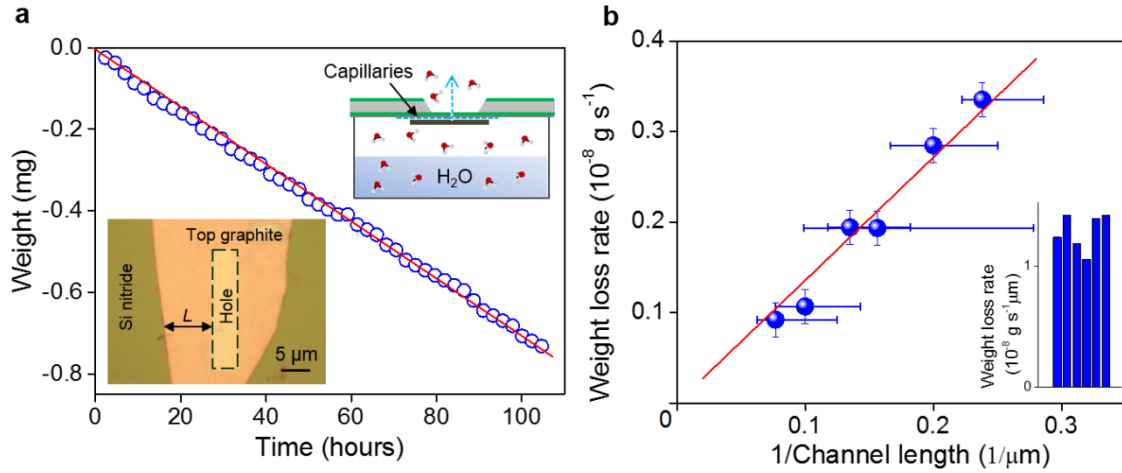 a
Weight (mg)
0.0
-0.2
-0.4
-0.6
-0.8
0
20
40
60
80
100
Time (hours)
Capillaries
H₂O
Top graphite
Si nitride
L
Hole
5 μm
b
Weight loss rate (10⁻⁸ g s⁻¹)
0.4
0.3
0.2
0.1
0
0.1
0.2
0.3
1/Channel length (1/μm)
Weight loss rate
(10⁻⁸ g s⁻¹μm)
1
0